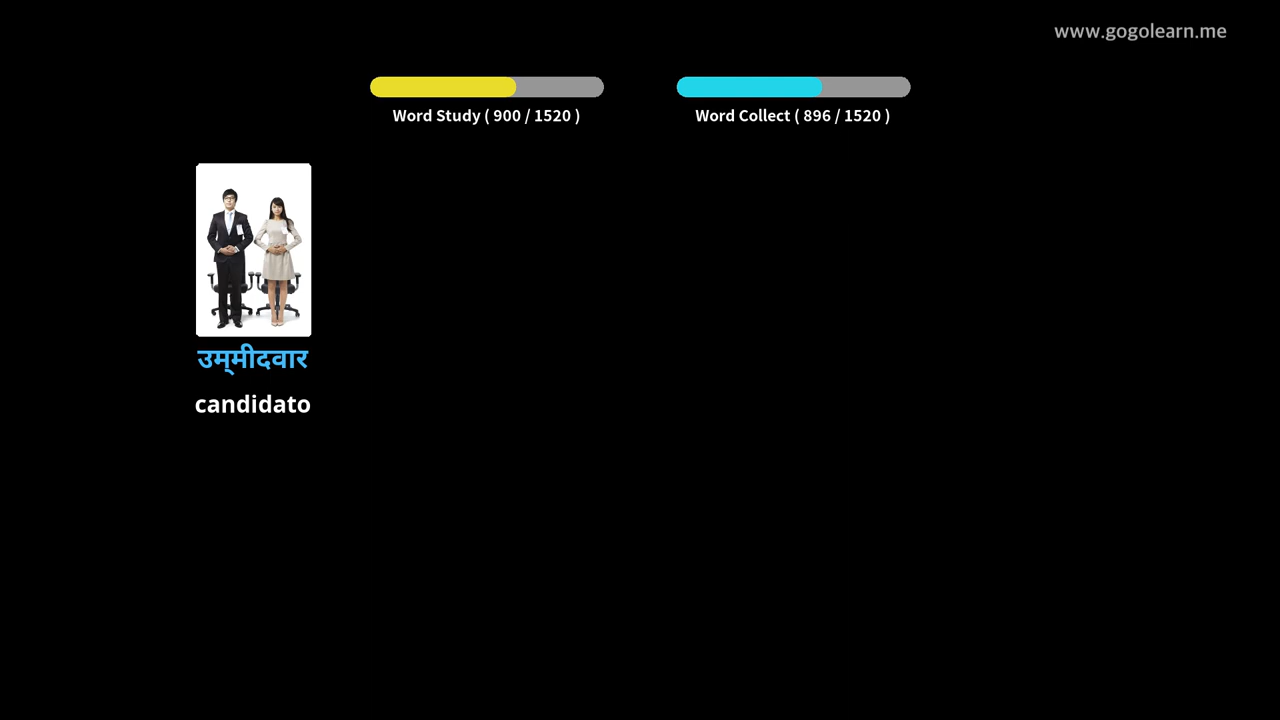 www.gogolearn.me
Word Study ( 900 / 1520 )
Word Collect ( 896 / 1520 )
उम्‌मीदवार
candidato